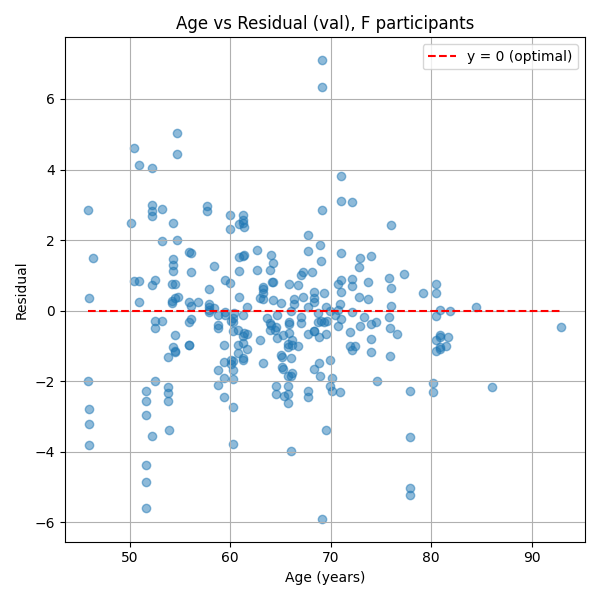 Age vs Residual (val), F participants
y = 0 (optimal)
6
4
2
0
−2
−4
−6
Residual
50 60 70 80 90
Age (years)